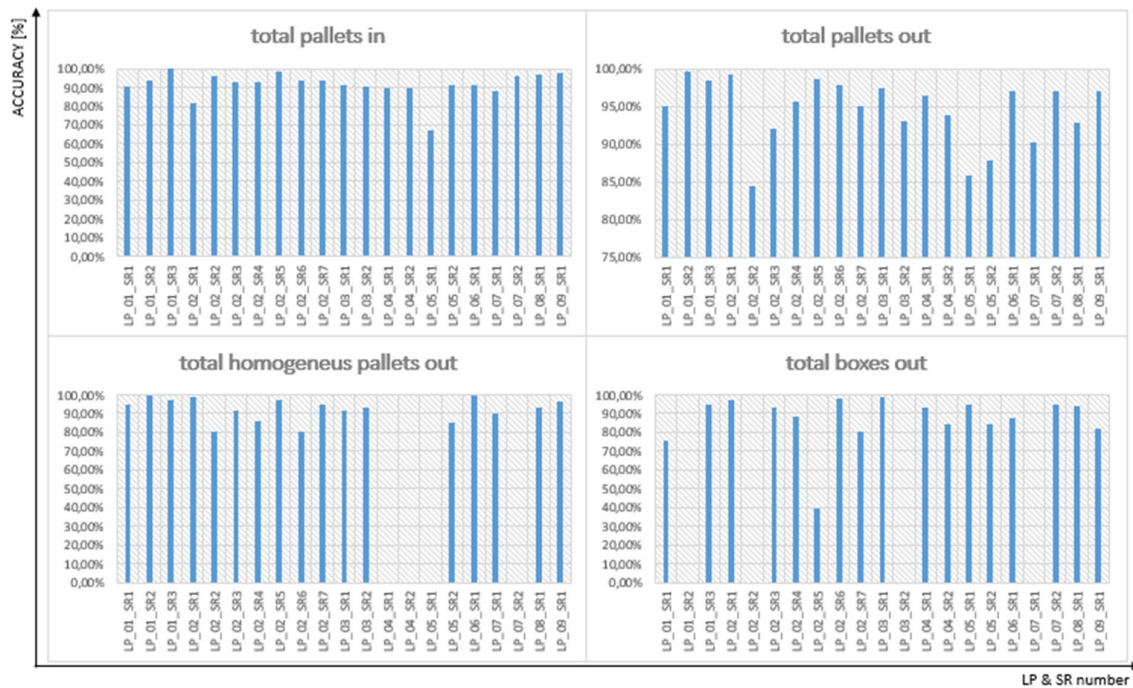 ACCURACY [%]
total pallets in
100,00%
90,00%
80,00%
70,00%
60,00%
50,00%
40,00%
30,00%
20,00%
10,00%
0,00%
LP_01_SR1
LP_01_SR2
LP_01_SR3
LP_02_SR1
LP_02_SR2
LP_02_SR3
LP_02_SR4
LP_02_SR5
LP_02_SR6
LP_02_SR7
LP_03_SR1
LP_03_SR2
LP_04_SR1
LP_04_SR2
LP_05_SR1
LP_05_SR2
LP_06_SR1
LP_07_SR1
LP_07_SR2
LP_08_SR1
LP_09_SR1
total pallets out
100,00%
95,00%
90,00%
85,00%
80,00%
75,00%
LP_01_SR1
LP_01_SR2
LP_01_SR3
LP_02_SR1
LP_02_SR2
LP_02_SR3
LP_02_SR4
LP_02_SR5
LP_02_SR6
LP_02_SR7
LP_03_SR1
LP_03_SR2
LP_04_SR1
LP_04_SR2
LP_05_SR1
LP_05_SR2
LP_06_SR1
LP_07_SR1
LP_07_SR2
LP_08_SR1
LP_09_SR1
total homogeneus pallets out
100,00%
90,00%
80,00%
70,00%
60,00%
50,00%
40,00%
30,00%
20,00%
10,00%
0,00%
LP_01_SR1
LP_01_SR2
LP_01_SR3
LP_02_SR1
LP_02_SR2
LP_02_SR3
LP_02_SR4
LP_02_SR5
LP_02_SR6
LP_02_SR7
LP_03_SR1
LP_03_SR2
LP_04_SR1
LP_04_SR2
LP_05_SR1
LP_05_SR2
LP_06_SR1
LP_07_SR1
LP_07_SR2
LP_08_SR1
LP_09_SR1
total boxes out
100,00%
90,00%
80,00%
70,00%
60,00%
50,00%
40,00%
30,00%
20,00%
10,00%
0,00%
LP_01_SR1
LP_01_SR2
LP_01_SR3
LP_02_SR1
LP_02_SR2
LP_02_SR3
LP_02_SR4
LP_02_SR5
LP_02_SR6
LP_02_SR7
LP_03_SR1
LP_03_SR2
LP_04_SR1
LP_04_SR2
LP_05_SR1
LP_05_SR2
LP_06_SR1
LP_07_SR1
LP_07_SR2
LP_08_SR1
LP_09_SR1
LP & SR number